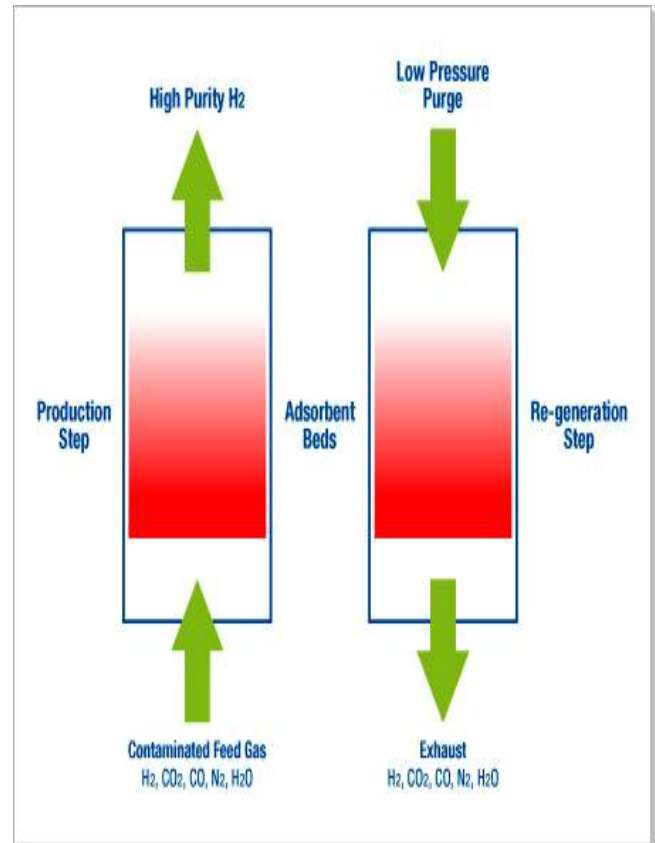 High Purity H2
Low Pressure
Purge
Production
Step
Adsorbent
Beds
Re-generation
Step
Contaminated Feed Gas
H2, CO2, CO, N2, H2O
Exhaust
H2, CO2, CO, N2, H2O